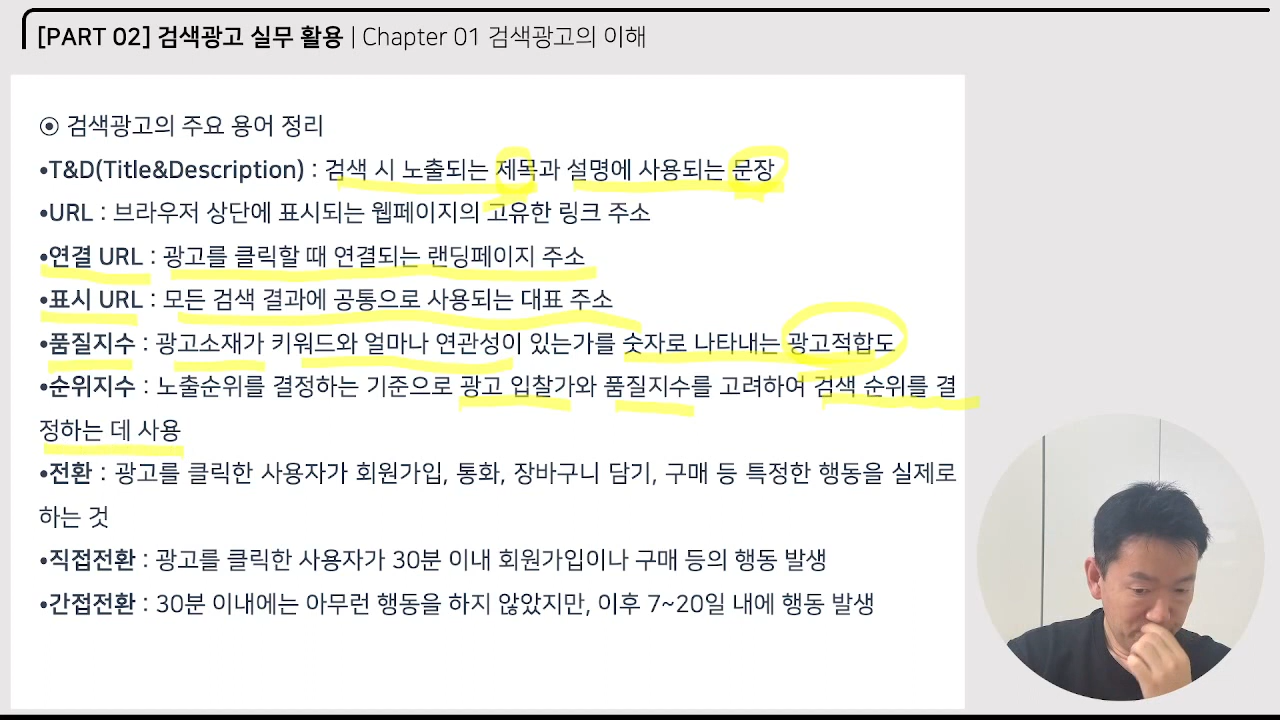 [PART 02] 검색광고 실무 활용 | Chapter 01 검색광고의 이해
⦿ 검색광고의 주요 용어 정리
•T&D(Title&Description) : 검색 시 노출되는 제목과 설명에 사용되는 문장
•URL : 브라우저 상단에 표시되는 웹페이지의 고유한 링크 주소
•연결 URL : 광고를 클릭할 때 연결되는 랜딩페이지 주소
•표시 URL : 모든 검색 결과에 공통으로 사용되는 대표 주소
•품질지수 : 광고소재가 키워드와 얼마나 연관성이 있는가를 숫자로 나타내는 광고적합도
•순위지수 : 노출순위를 결정하는 기준으로 광고 입찰가와 품질지수를 고려하여 검색 순위를 결
정하는 데 사용
•전환 : 광고를 클릭한 사용자가 회원가입, 통화, 장바구니 담기, 구매 등 특정한 행동을 실제로
하는 것
•직접전환 : 광고를 클릭한 사용자가 30분 이내 회원가입이나 구매 등의 행동 발생
•간접전환 : 30분 이내에는 아무런 행동을 하지 않았지만, 이후 7~20일 내에 행동 발생